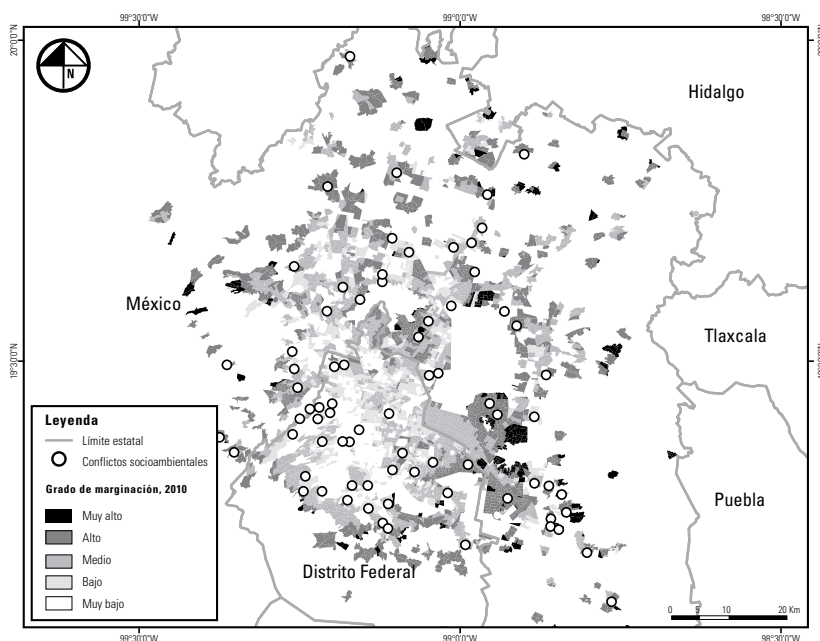 99°30'0"W 99°0'0"W 98°30'0"W
20°0'0"N
N
Hidalgo
México
Tlaxcala
19°30'0"N
Puebla
Distrito Federal
Leyenda
Límite estatal
Conflictos socioambientales
Grado de marginación, 2010
Muy alto
Alto
Medio
Bajo
Muy bajo
0 5 10 20 Km
99°30'0"W 99°0'0"W 98°30'0"W